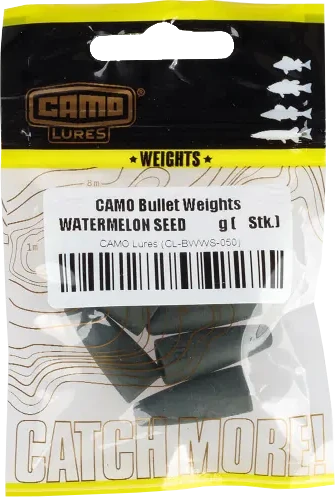 CAMO
LURES
★ WEIGHTS ★
8m
1m
CAMO Bullet Weights
WATERMELON SEED g ( Stk.)
CAMO Lures (CL-BWWS-050)
CATCH MORE!